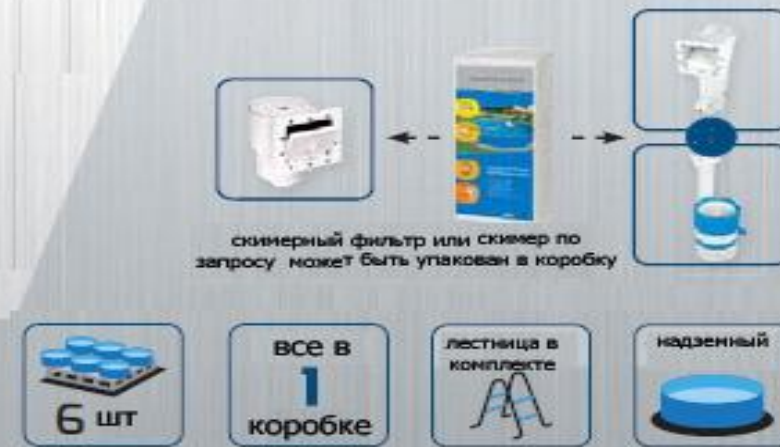 скимерный фильтр или скимер по
запросу может быть упакован в коробку
6 шт
все в
1
коробке
лестница в
комплекте
надземный